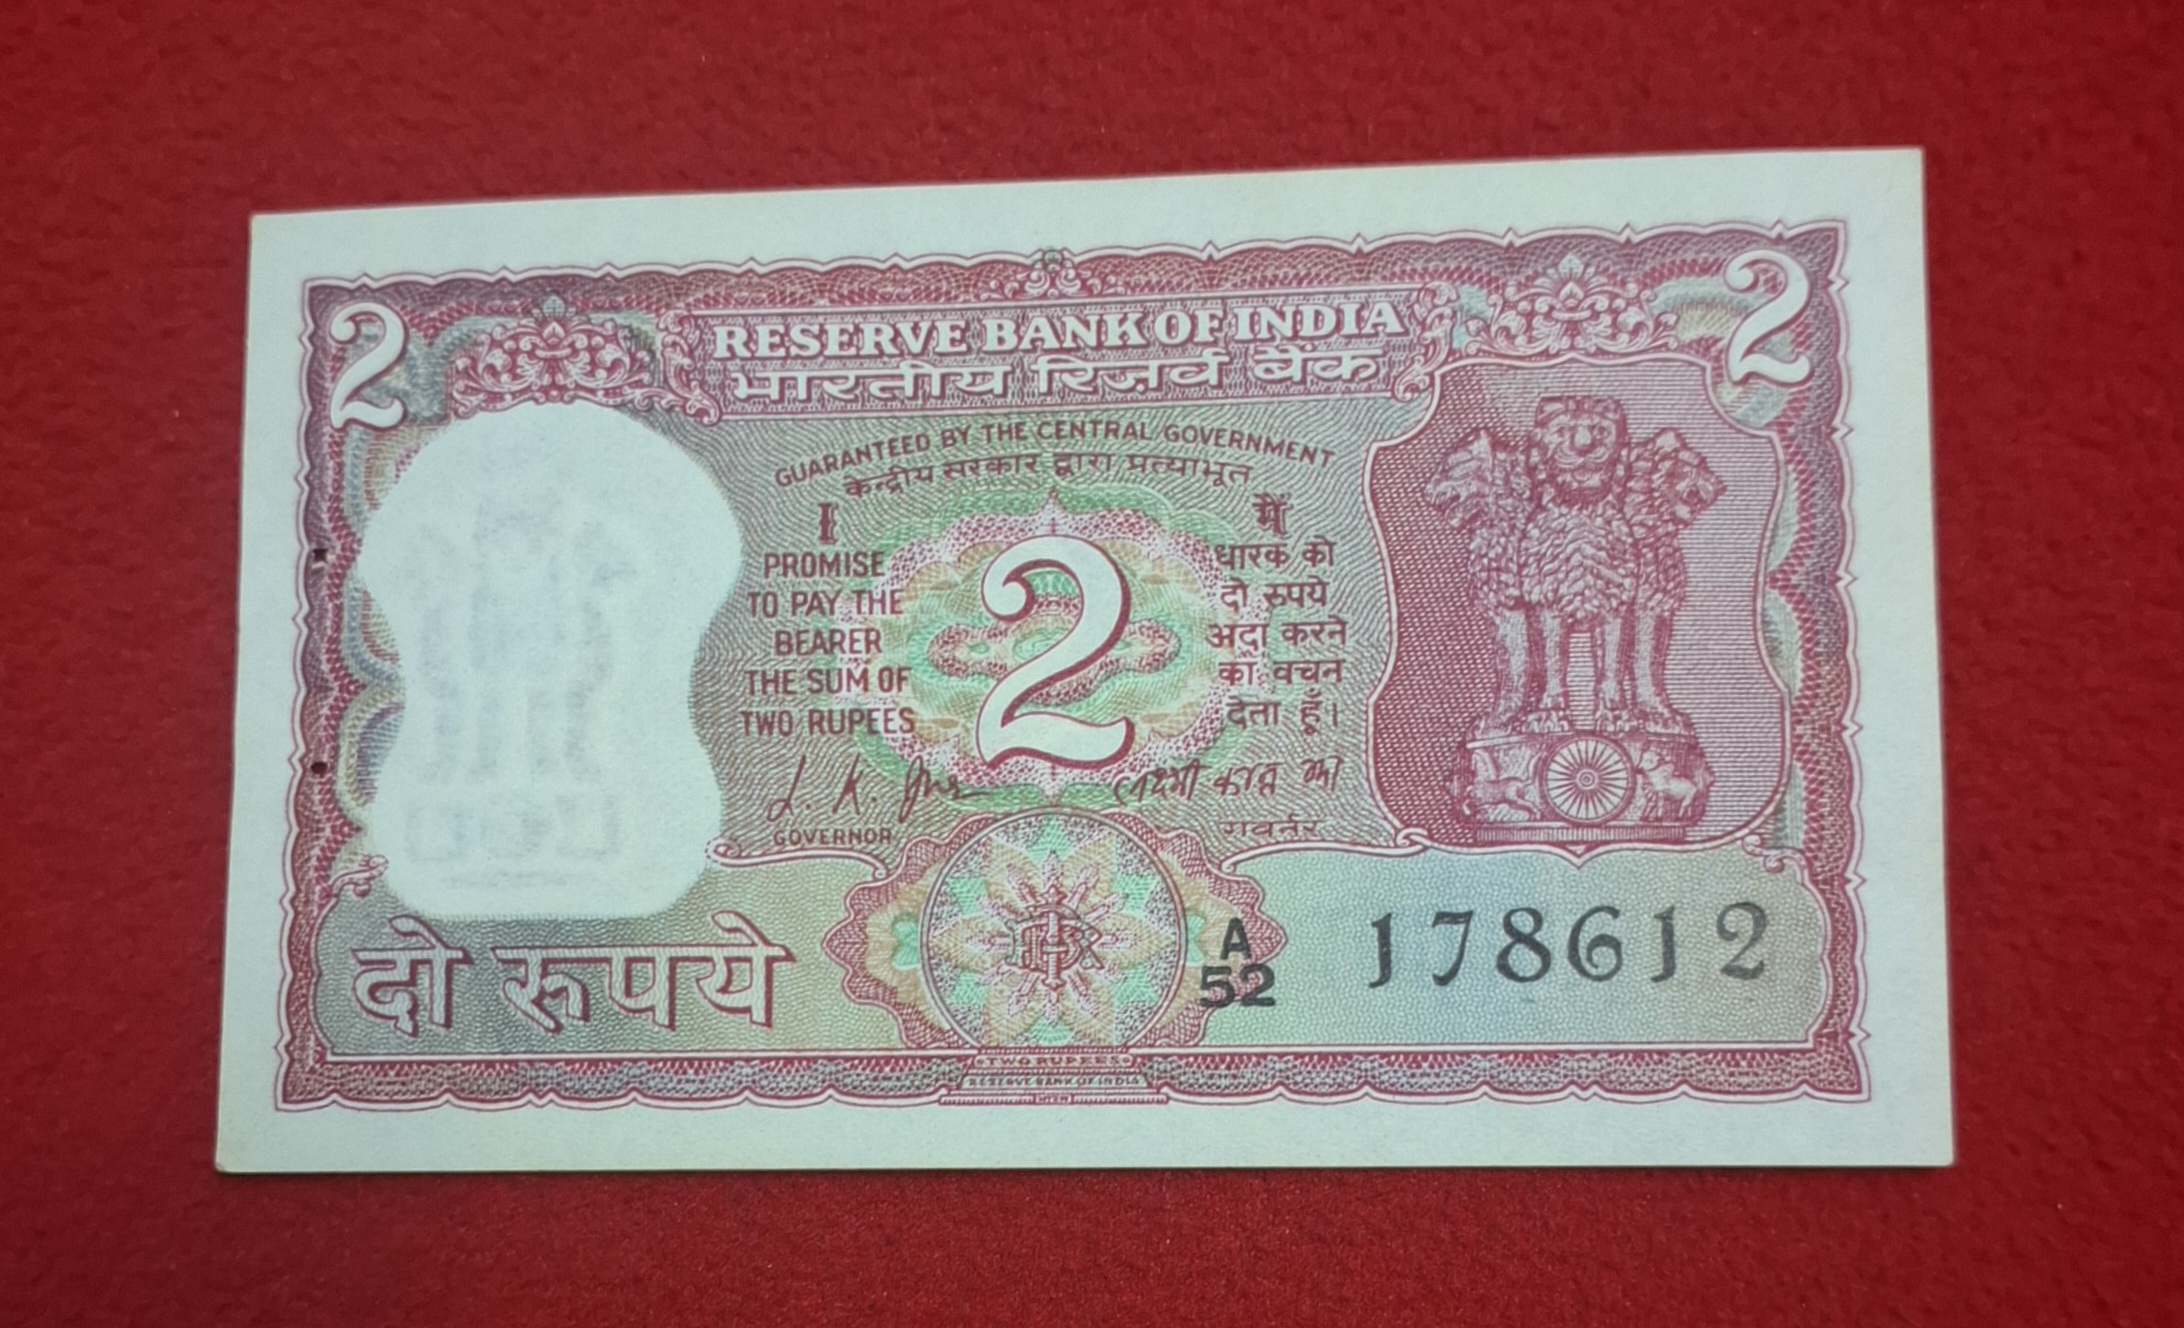 2
2
RESERVE BANK OF INDIA
भारतीय रिज़र्व बैंक
GUARANTEED BY THE CENTRAL GOVERNMENT
केन्द्रीय सरकार द्वारा प्रत्याभूत
I
PROMISE
TO PAY THE
BEARER
THE SUM OF
TWO RUPEES
2
मैं
धारक को
दो रुपये
अदा करने
का वचन
देता हूँ।
L. K. Jha
GOVERNOR
लक्ष्मी कान्त झा
गवर्नर
दो रुपये
A
52
178612
TWO RUPEES
RESERVE BANK OF INDIA